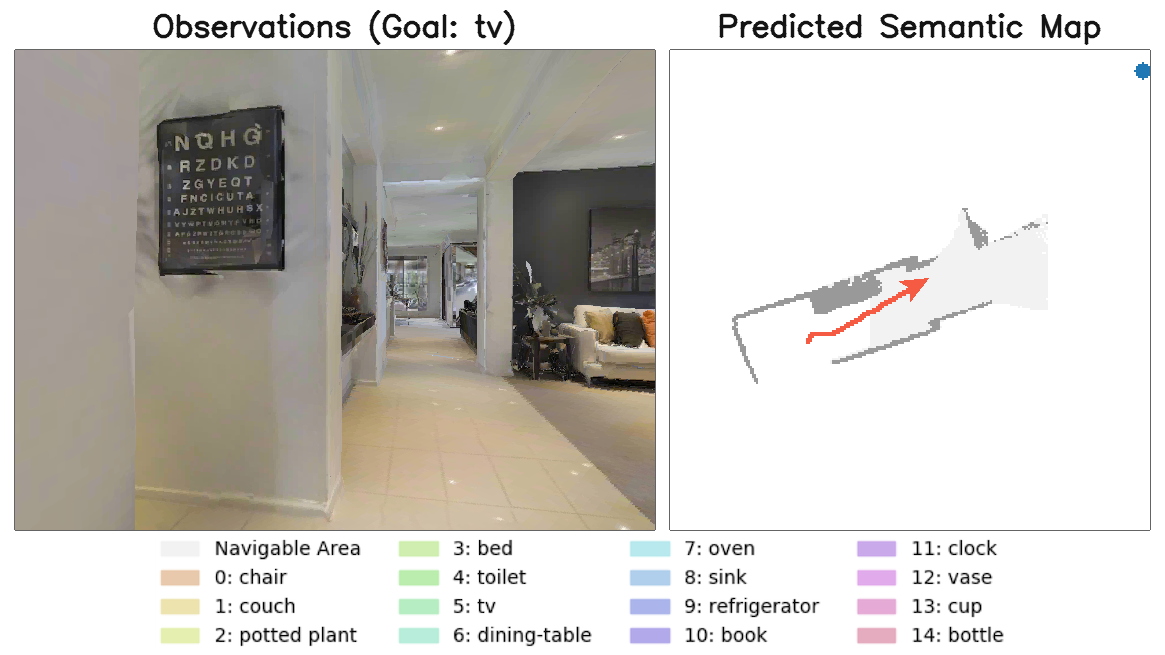 Observations (Goal: tv)
Predicted Semantic Map
NQHG
RZDKD
ZGYEQT
FNCICUTA
AJZTWHUHSX
Navigable Area
0: chair
1: couch
2: potted plant
3: bed
4: toilet
5: tv
6: dining-table
7: oven
8: sink
9: refrigerator
10: book
11: clock
12: vase
13: cup
14: bottle